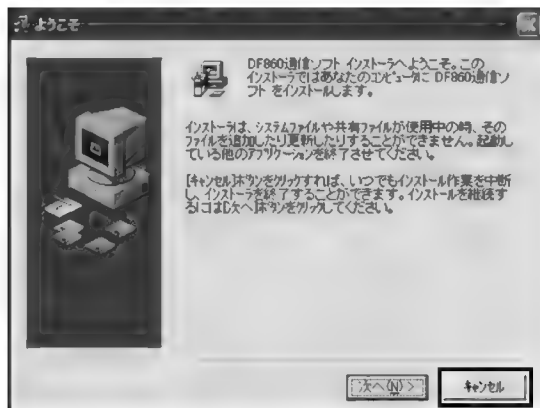 ようこそ
DF860通信ソフト インストーラへようこそ。この
インストーラではあなたのコンピュータに DF860通信ソ
フト をインストールします。
インストーラは、システムファイルや共有ファイルが使用中の時、その
ファイルを追加したり更新したりすることができません。起動し
ている他のアプリケーションを終了させてください。
[キャンセル]ボタンをクリックすれば、いつでもインストール作業を中断
し、インストーラを終了することができます。インストールを継続す
るには[次へ]ボタンをクリックしてください。
次へ(N) >
キャンセル